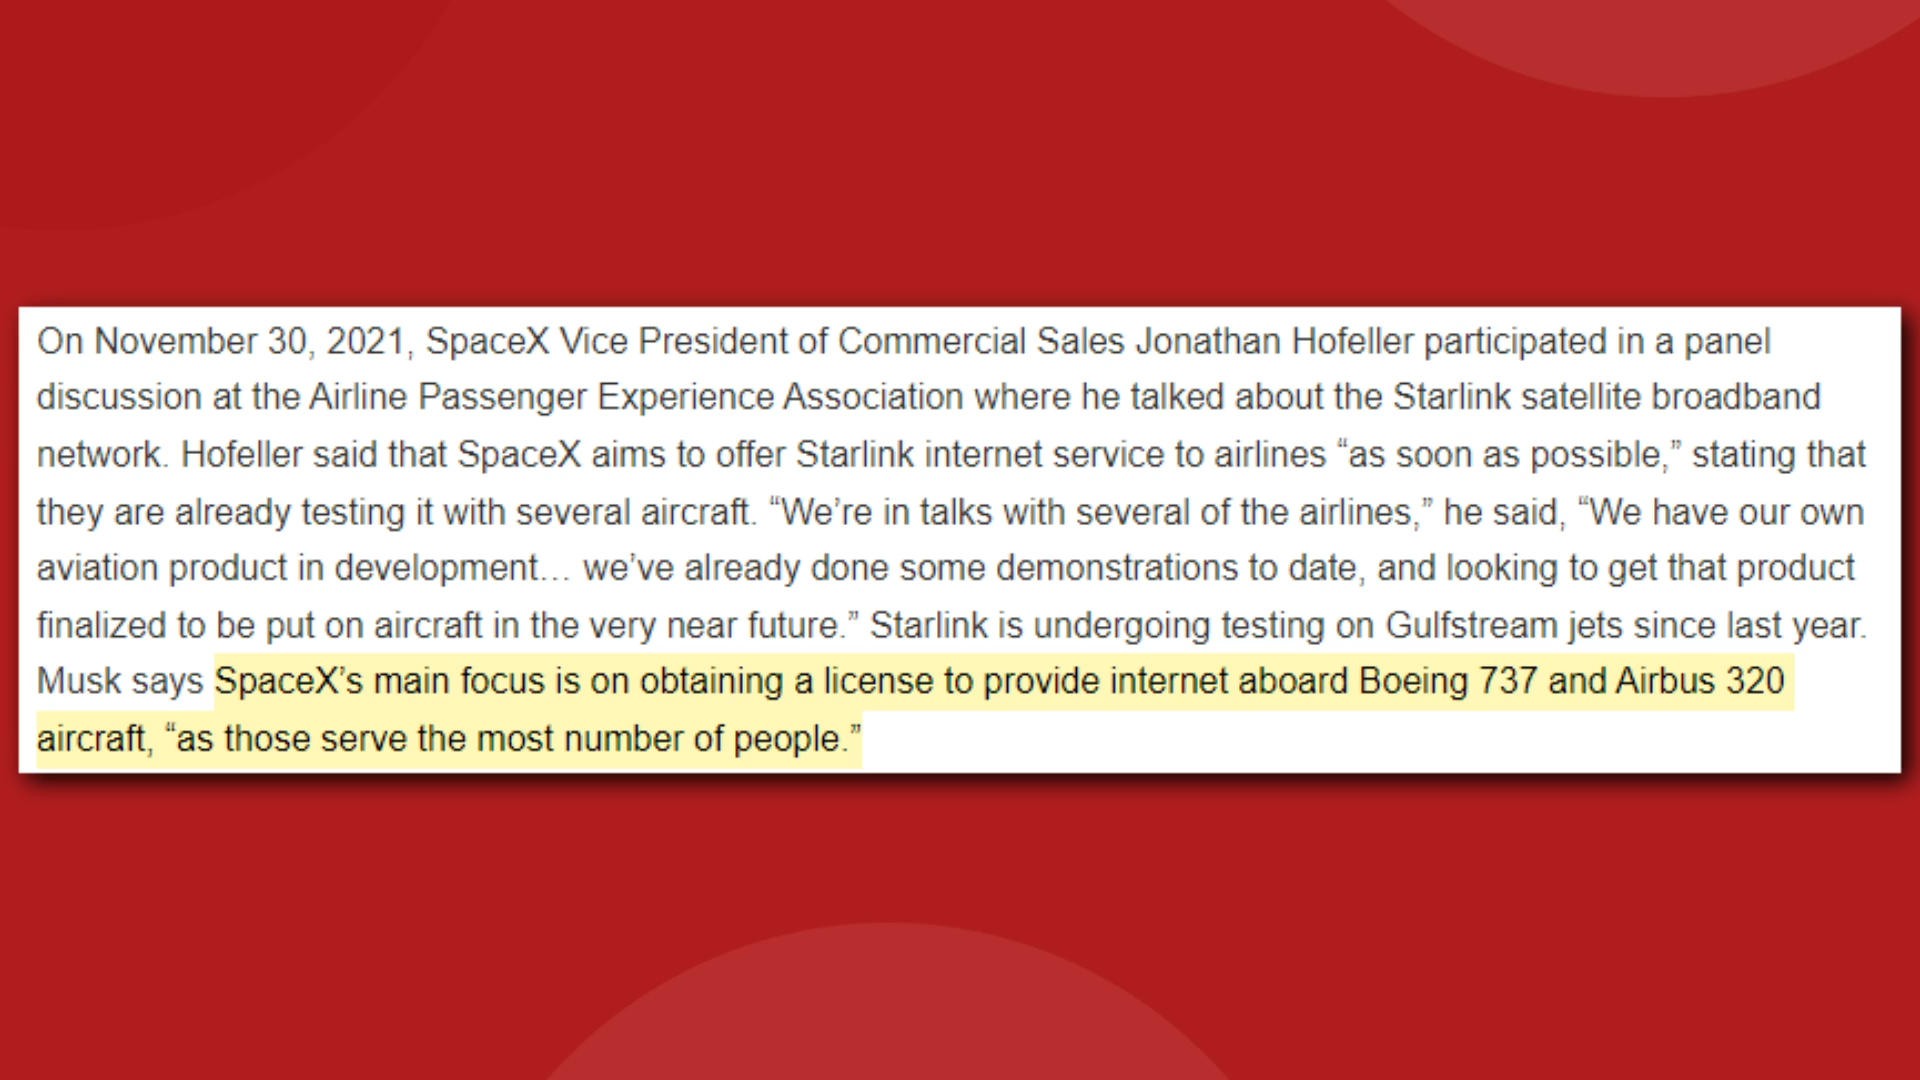 On November 30, 2021, SpaceX Vice President of Commercial Sales Jonathan Hofeller participated in a panel
discussion at the Airline Passenger Experience Association where he talked about the Starlink satellite broadband
network. Hofeller said that SpaceX aims to offer Starlink internet service to airlines “as soon as possible,” stating that
they are already testing it with several aircraft. “We’re in talks with several of the airlines,” he said, “We have our own
aviation product in development… we’ve already done some demonstrations to date, and looking to get that product
finalized to be put on aircraft in the very near future.” Starlink is undergoing testing on Gulfstream jets since last year.
Musk says SpaceX’s main focus is on obtaining a license to provide internet aboard Boeing 737 and Airbus 320
aircraft, “as those serve the most number of people.”